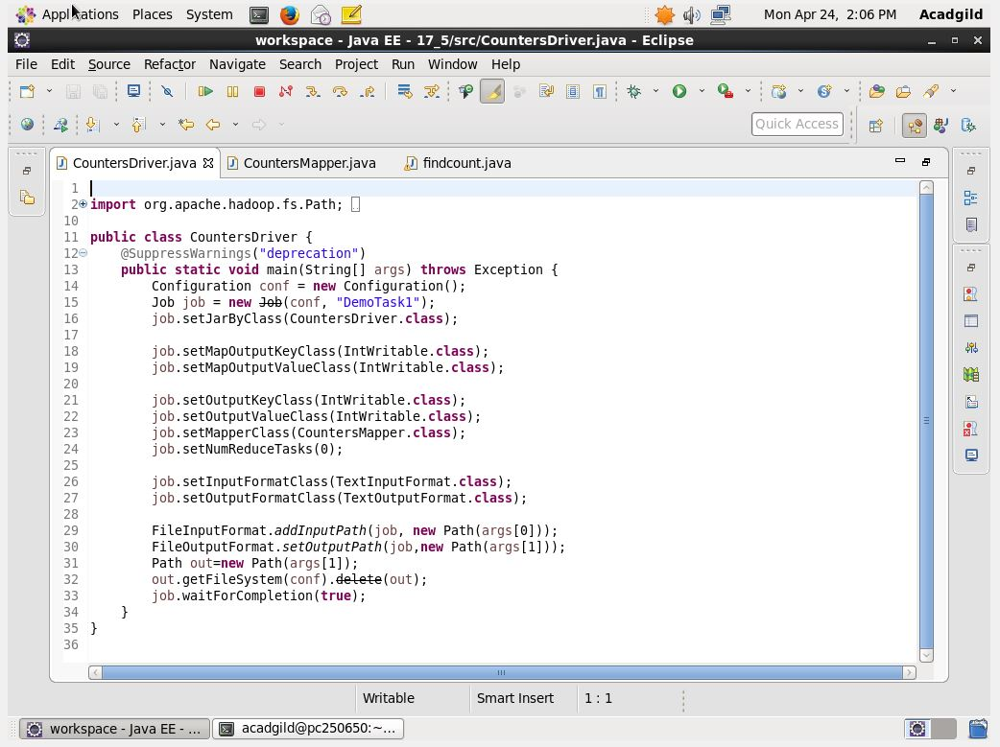 Applications Places System Mon Apr 24, 2:06 PM Acadgild
workspace - Java EE - 17_5/src/CountersDriver.java - Eclipse
File Edit Source Refactor Navigate Search Project Run Window Help
Quick Access
CountersDriver.java CountersMapper.java findcount.java
1
2 import org.apache.hadoop.fs.Path;
10
11 public class CountersDriver {
12 @SuppressWarnings("deprecation")
13 public static void main(String[] args) throws Exception {
14 Configuration conf = new Configuration();
15 Job job = new Job(conf, "DemoTask1");
16 job.setJarByClass(CountersDriver.class);
17
18 job.setMapOutputKeyClass(IntWritable.class);
19 job.setMapOutputValueClass(IntWritable.class);
20
21 job.setOutputKeyClass(IntWritable.class);
22 job.setOutputValueClass(IntWritable.class);
23 job.setMapperClass(CountersMapper.class);
24 job.setNumReduceTasks(0);
25
26 job.setInputFormatClass(TextInputFormat.class);
27 job.setOutputFormatClass(TextOutputFormat.class);
28
29 FileInputFormat.addInputPath(job, new Path(args[0]));
30 FileOutputFormat.setOutputPath(job,new Path(args[1]));
31 Path out=new Path(args[1]);
32 out.getFileSystem(conf).delete(out);
33 job.waitForCompletion(true);
34 }
35 }
36
Writable Smart Insert 1 : 1
workspace - Java EE - ... acadgild@pc250650:~...